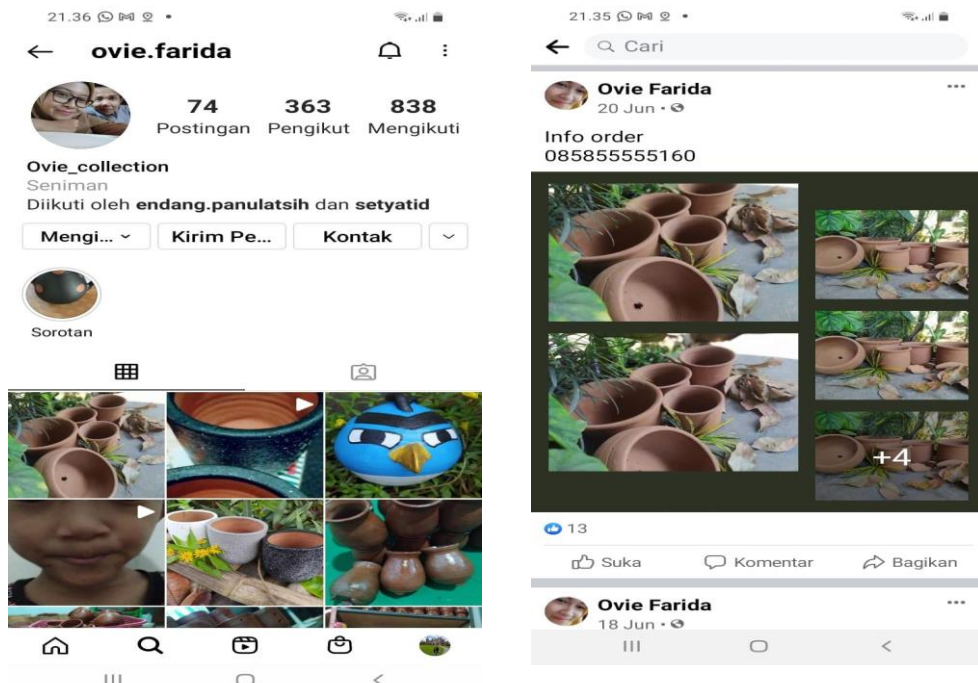 21.36
ovie.farida
74 363 838
Postingan Pengikut Mengikuti
Ovie_collection
Seniman
Diikuti oleh endang.panulatsih dan setyatid
Mengi... Kirim Pe... Kontak
Sorotan
21.35
Cari
Ovie Farida
20 Jun •
Info order
085855555160
+4
13
Suka Komentar Bagikan
Ovie Farida
18 Jun •